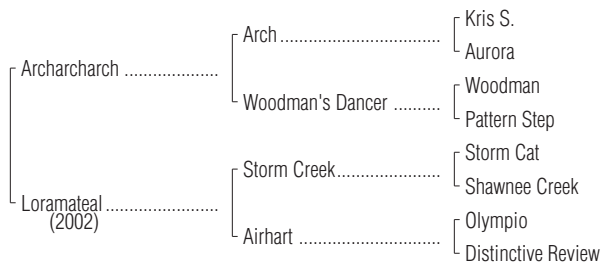 Kris S.
Arch
Aurora
Archarcharch
Woodman
Woodman's Dancer
Pattern Step
Storm Cat
Storm Creek
Shawnee Creek
Loramateal
(2002)
Olympio
Airhart
Distinctive Review